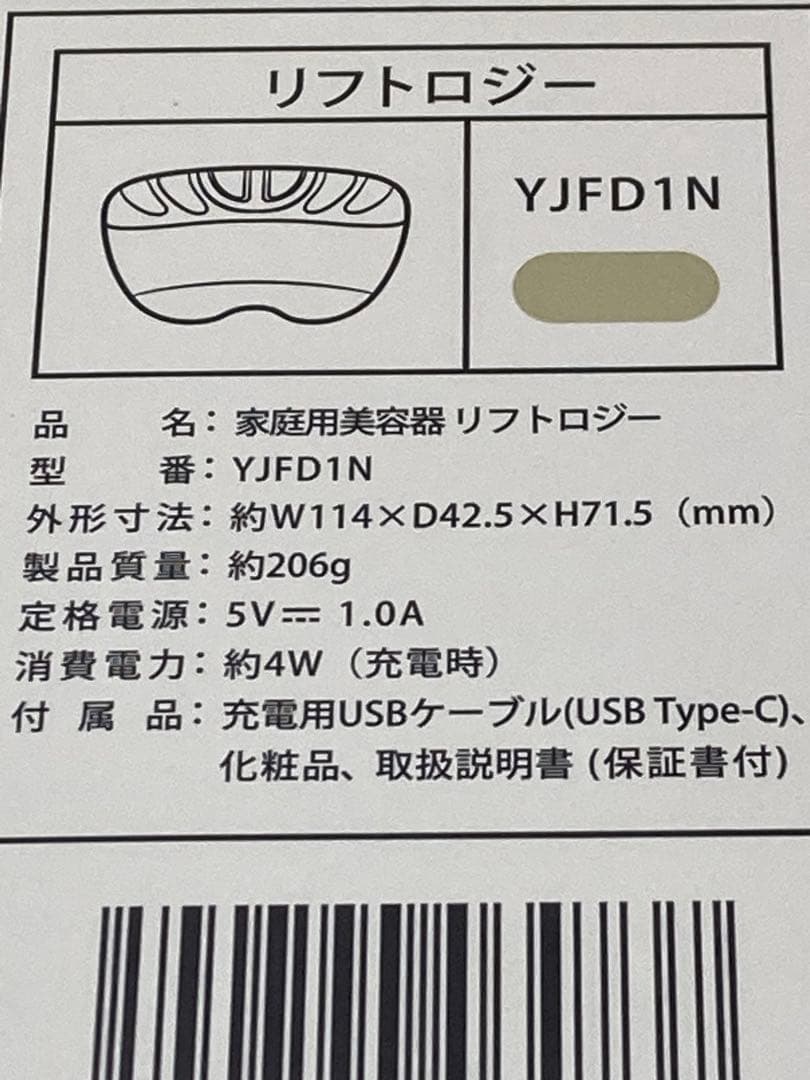 リフトロジー
YJFD1N
品名：家庭用美容器 リフトロジー
型番：YJFD1N
外形寸法：約W114×D42.5×H71.5（mm）
製品質量：約206g
定格電源：5V⎓ 1.0A
消費電力：約4W（充電時）
付属品：充電用USBケーブル(USB Type-C)、
化粧品、取扱説明書 (保証書付)